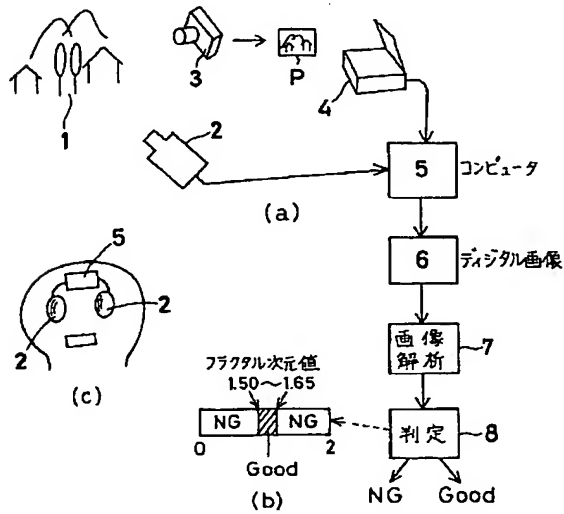 1
3
P
4
2
(a)
5 コンピュータ
6 ディジタル画像
5
2
2
(c)
画像
解析
7
フラクタル次元値
1.50〜1.65
NG
NG
0
2
Good
(b)
判定
8
NG Good